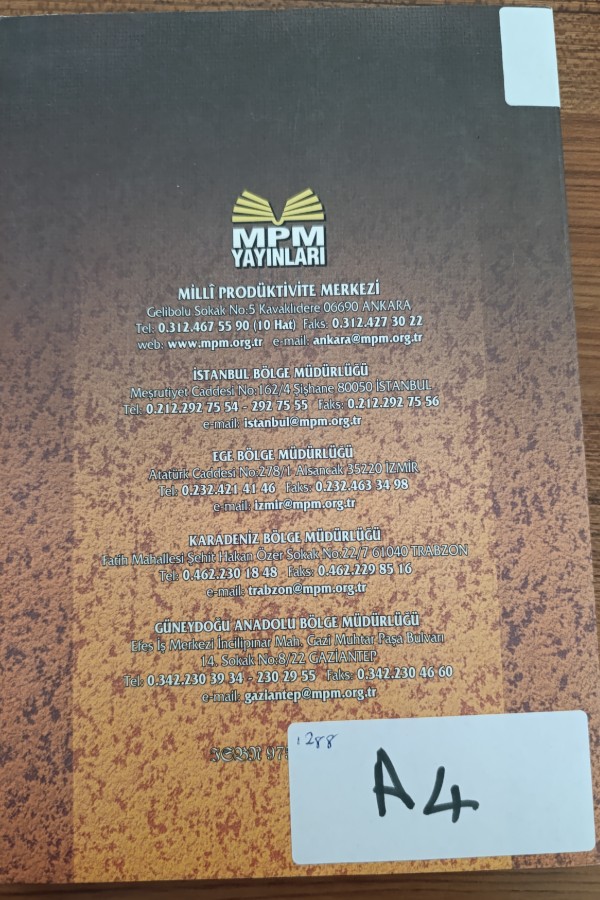 MPM
YAYINLARI
MİLLÎ PRODÜKTİVİTE MERKEZİ
Gelibolu Sokak No:5 Kavaklıdere 06690 ANKARA
Tel: 0.312.467 55 90 (10 Hat) Faks: 0.312.427 30 22
web: www.mpm.org.tr e-mail: ankara@mpm.org.tr
İSTANBUL BÖLGE MÜDÜRLÜĞÜ
Meşrutiyet Caddesi No:162/4 Şişhane 80050 İSTANBUL
Tel: 0.212.292 75 54 - 292 75 55 Faks: 0.212.292 75 56
e-mail: istanbul@mpm.org.tr
EGE BÖLGE MÜDÜRLÜĞÜ
Atatürk Caddesi No:278/1 Alsancak 35220 İZMİR
Tel: 0.232.421 41 46 Faks: 0.232.463 34 98
e-mail: izmir@mpm.org.tr
KARADENİZ BÖLGE MÜDÜRLÜĞÜ
Fatih Mahallesi Şehit Hakan Özer Sokak No:22/7 61040 TRABZON
Tel: 0.462.230 18 48 Faks: 0.462.229 85 16
e-mail: trabzon@mpm.org.tr
GÜNEYDOĞU ANADOLU BÖLGE MÜDÜRLÜĞÜ
Efes İş Merkezi İncilipınar Mah. Gazi Muhtar Paşa Bulvarı
14. Sokak No:8/22 GAZİANTEP
Tel: 0.342.230 39 34 - 230 29 55 Faks: 0.342.230 46 60
e-mail: gaziantep@mpm.org.tr
ISBN 97
1288
A4